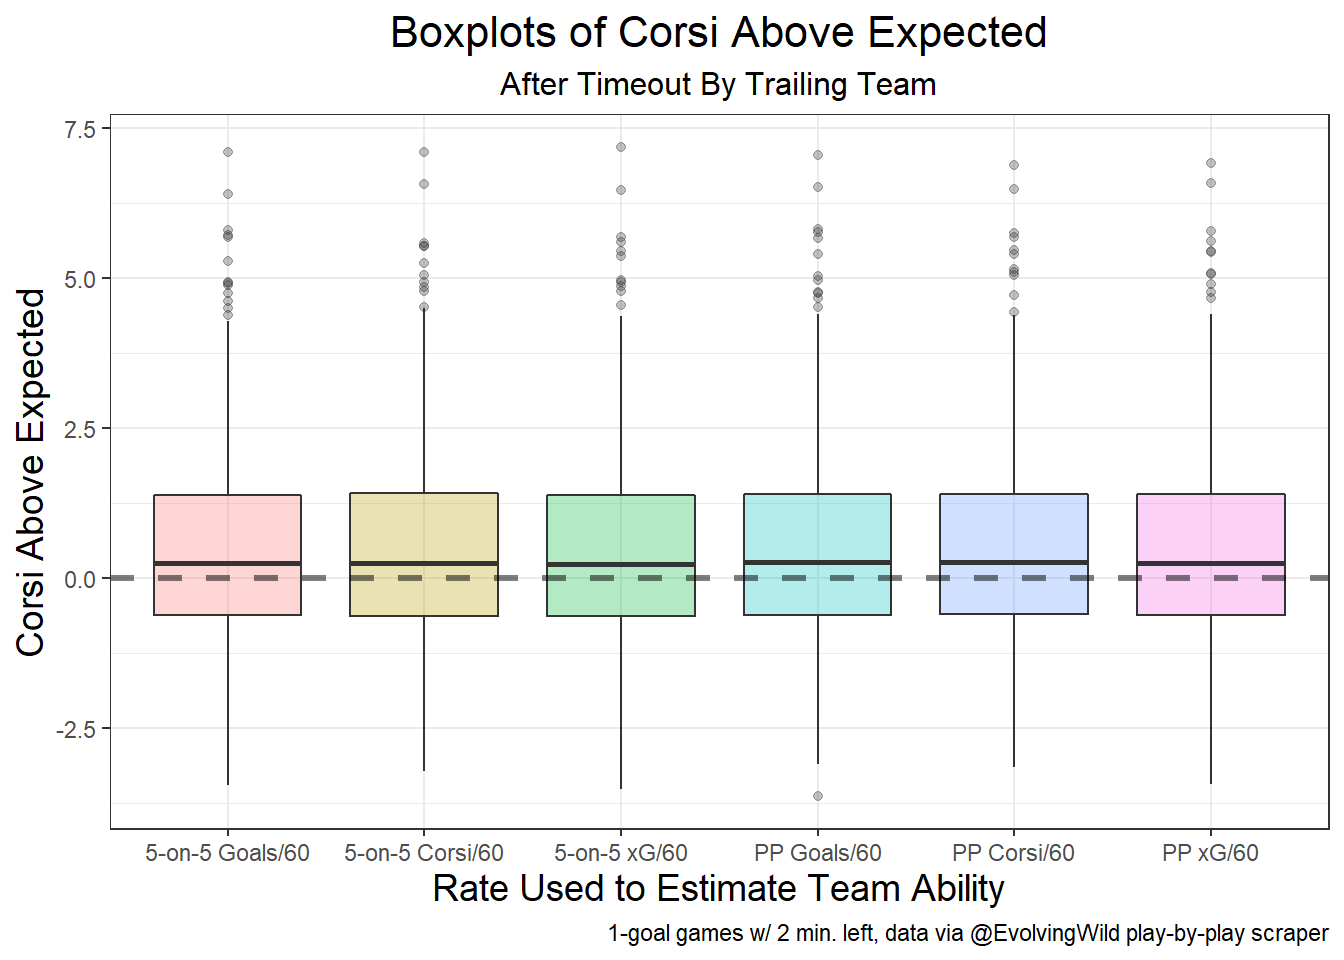 Boxplots of Corsi Above Expected
After Timeout By Trailing Team
Corsi Above Expected
7.5
5.0
2.5
0.0
-2.5
5-on-5 Goals/60
5-on-5 Corsi/60
5-on-5 xG/60
PP Goals/60
PP Corsi/60
PP xG/60
Rate Used to Estimate Team Ability
1-goal games w/ 2 min. left, data via @EvolvingWild play-by-play scraper